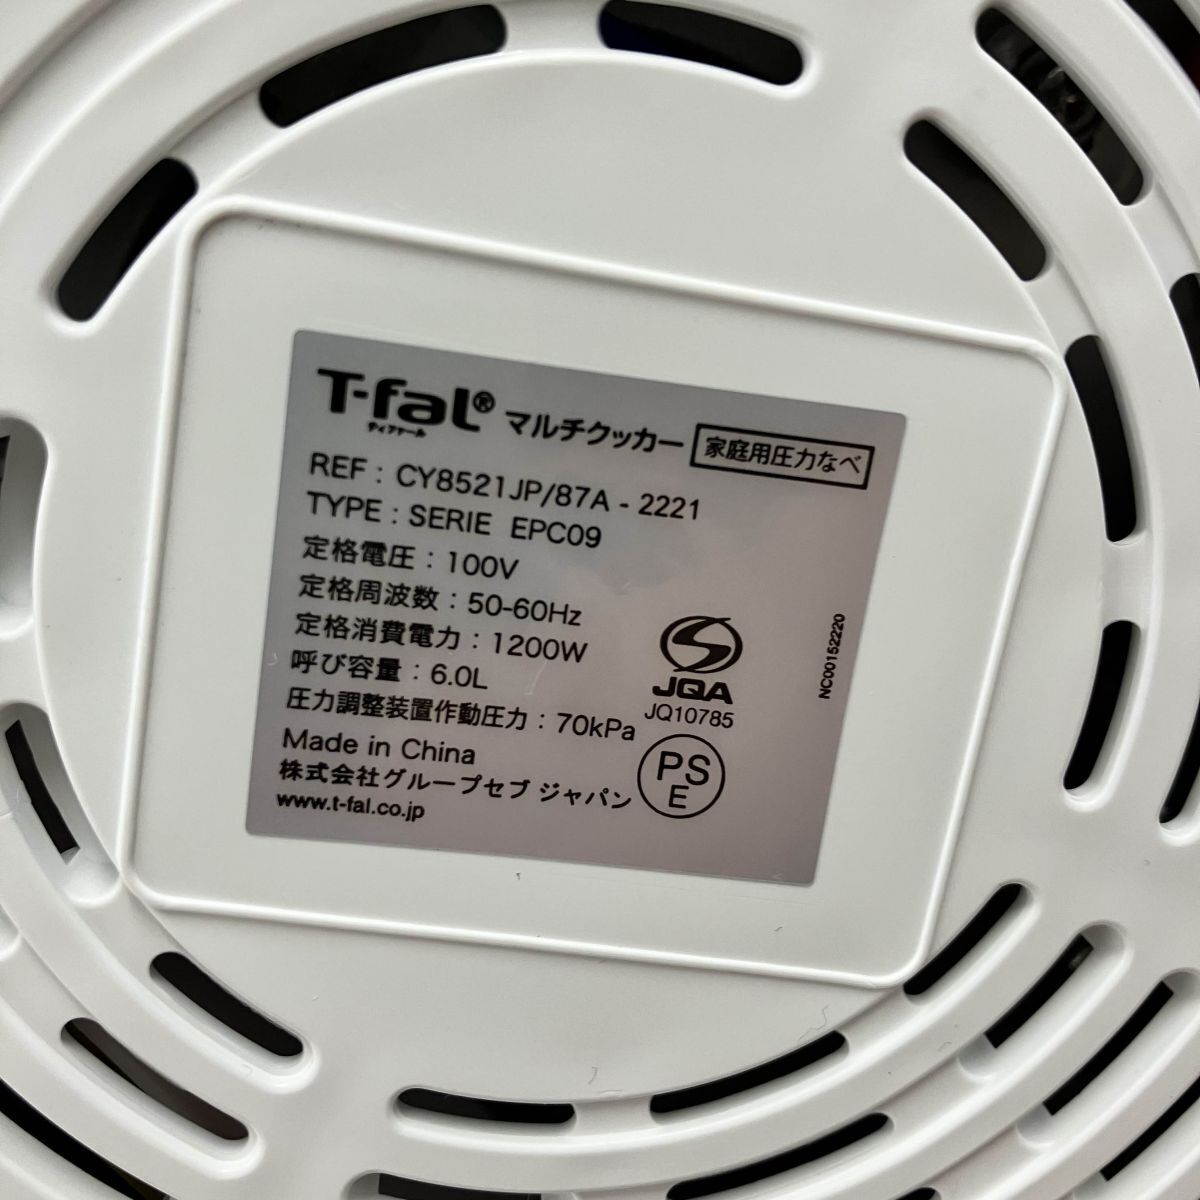 T-fal® マルチクッカー 家庭用圧力なべ
ティファール
REF : CY8521JP/87A - 2221
TYPE : SERIE EPC09
定格電圧 : 100V
定格周波数 : 50-60Hz
定格消費電力 : 1200W
呼び容量 : 6.0L
圧力調整装置作動圧力 : 70kPa
Made in China
株式会社グループセブ ジャパン
www.t-fal.co.jp
JQA
JQ10785
PS
E
NC00152220